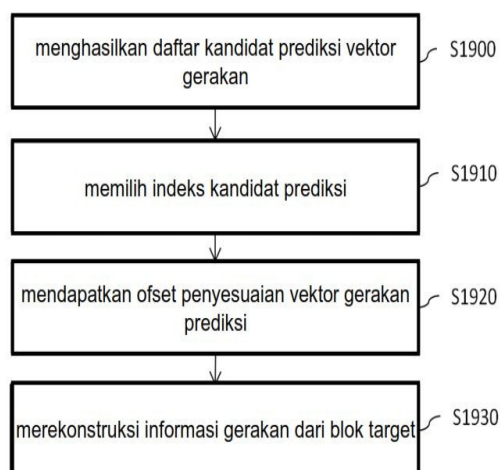 menghasilkan daftar kandidat prediksi vektor
gerakan
S1900
memilih indeks kandidat prediksi
S1910
mendapatkan ofset penyesuaian vektor gerakan
prediksi
S1920
merekonstruksi informasi gerakan dari blok target
S1930